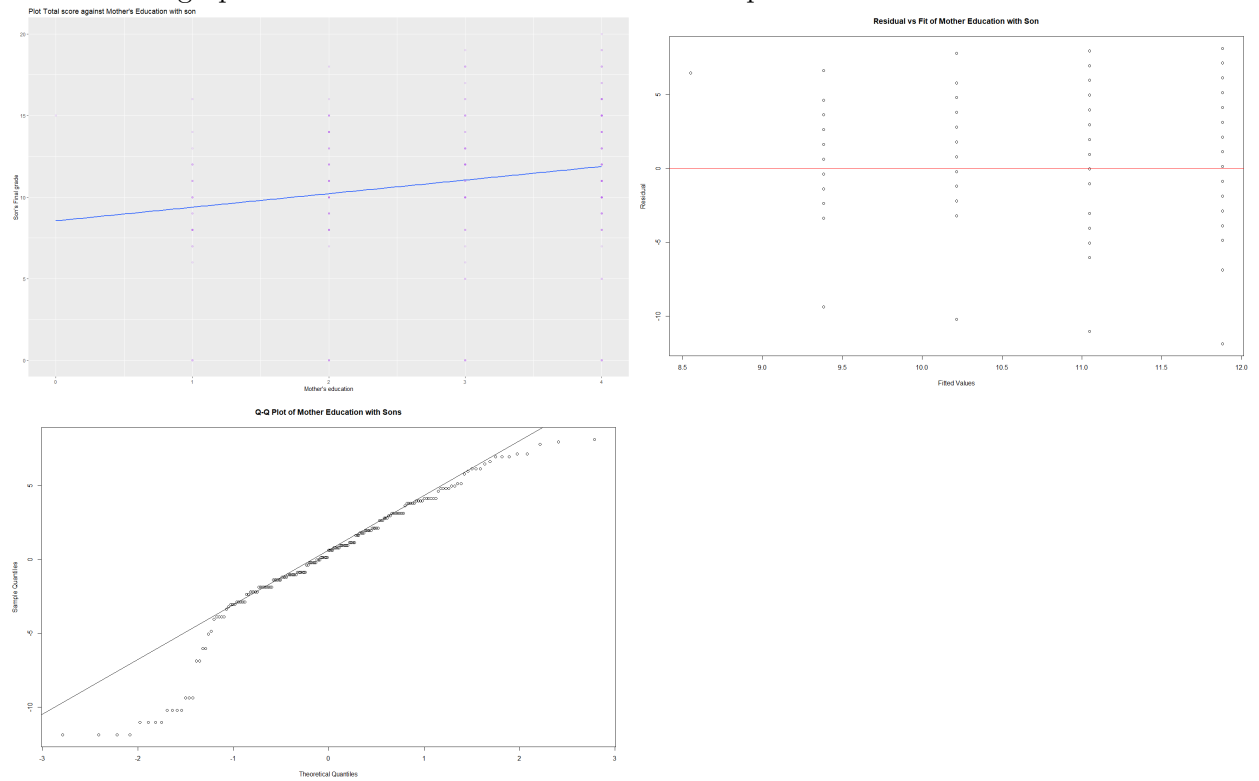 Plot Total score against Mother's Education with son
20
15
10
5
0
Son's Final grade
0 1 2 3 4
Mother's education
Residual vs Fit of Mother Education with Son
5
0
-5
-10
Residual
8.5 9.0 9.5 10.0 10.5 11.0 11.5 12.0
Fitted Values
Q-Q Plot of Mother Education with Sons
5
0
-5
-10
Sample Quantiles
-3 -2 -1 0 1 2 3
Theoretical Quantiles